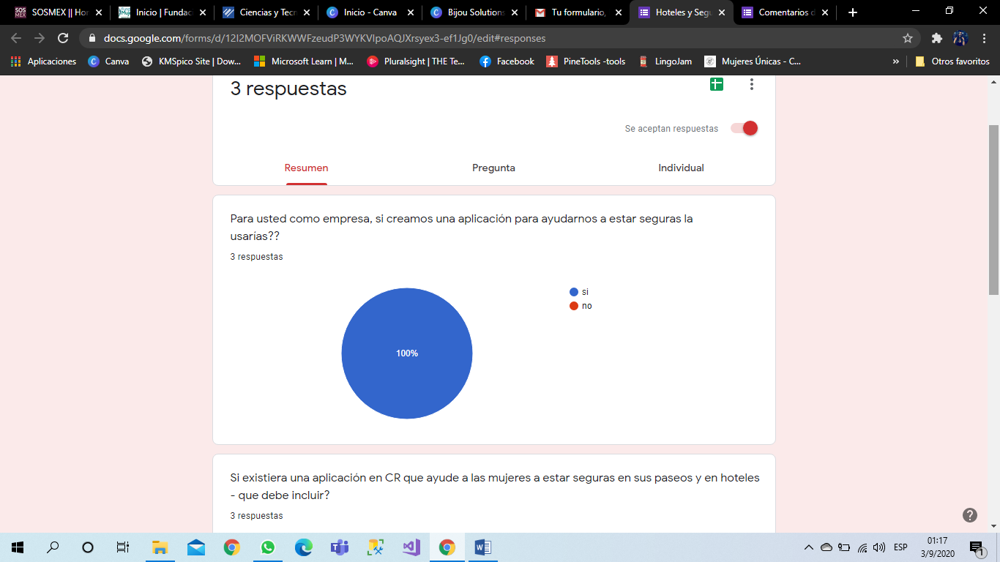 SOSMEX || Hor
Inicio | Fundac
Ciencias y Tecn
Inicio - Canva
Bijou Solutions
Tu formulario,
Hoteles y Segu
Comentarios d
docs.google.com/forms/d/12I2MOFViRKWWFzeudP3WYKVIpoAQJXrsyex3-ef1Jg0/edit#responses
Aplicaciones
Canva
KMSpico Site | Dow...
Microsoft Learn | M...
Pluralsight | THE Te...
Facebook
PineTools -tools
LingoJam
Mujeres Únicas - C...
»
Otros favoritos
3 respuestas
Se aceptan respuestas
Resumen
Pregunta
Individual
Para usted como empresa, si creamos una aplicación para ayudarnos a estar seguras la
usarías??
3 respuestas
100%
si
no
Si existiera una aplicación en CR que ayude a las mujeres a estar seguras en sus paseos y en hoteles
- que debe incluir?
3 respuestas
ESP
01:17
3/9/2020
1